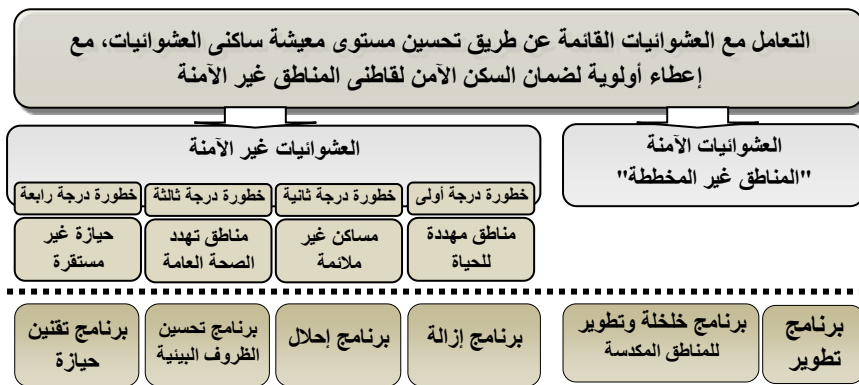 التعامل مع العشوائيات القائمة عن طريق تحسين مستوى معيشة ساكنى العشوائيات، مع
إعطاء أولوية لضمان السكن الآمن لقاطنى المناطق غير الآمنة
العشوائيات الآمنة
"المناطق غير المخططة"
العشوائيات غير الآمنة
خطورة درجة أولى
خطورة درجة ثانية
خطورة درجة ثالثة
خطورة درجة رابعة
مناطق مهددة
للحياة
مساكن غير
ملائمة
مناطق تهدد
الصحة العامة
حيازة غير
مستقرة
برنامج
تطوير
برنامج خلخلة وتطوير
للمناطق المكدسة
برنامج إزالة
برنامج إحلال
برنامج تحسين
الظروف البيئية
برنامج تقنين
حيازة